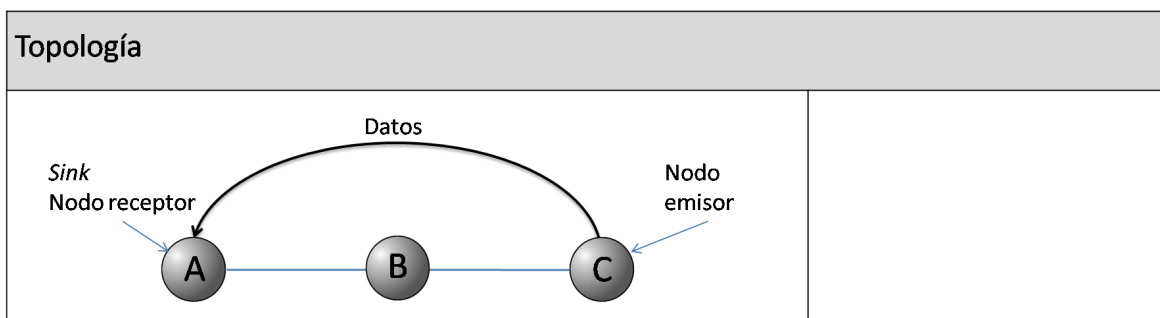 Topología
Datos
Sink
Nodo receptor
Nodo
emisor
A
B
C